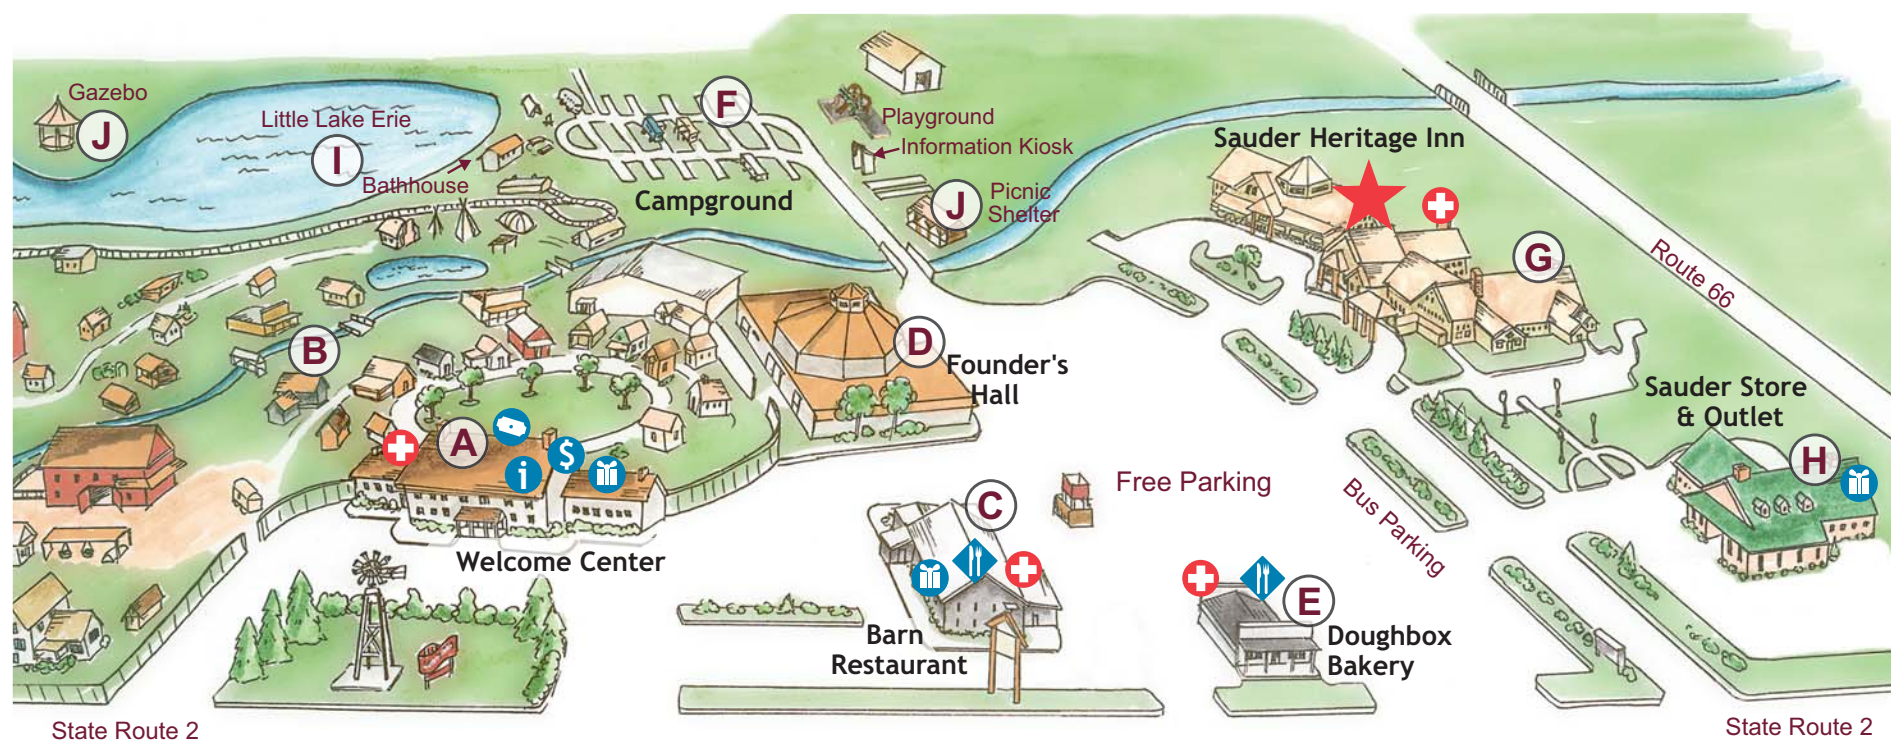 Gazebo
J
Little Lake Erie
I
Bathhouse
F
Campground
Playground
Information Kiosk
J
Picnic
Shelter
Sauder Heritage Inn
G
Route 66
B
D
Founder's
Hall
Sauder Store
& Outlet
H
A
i
$
Welcome Center
C
Free Parking
Bus Parking
Barn
Restaurant
E
Doughbox
Bakery
State Route 2
State Route 2